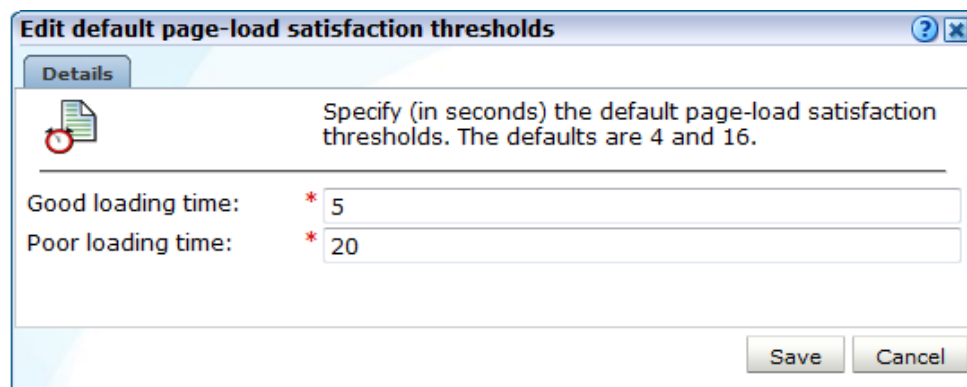 Edit default page-load satisfaction thresholds
Details
Specify (in seconds) the default page-load satisfaction
thresholds. The defaults are 4 and 16.
Good loading time: * 5
Poor loading time: * 20
Save Cancel